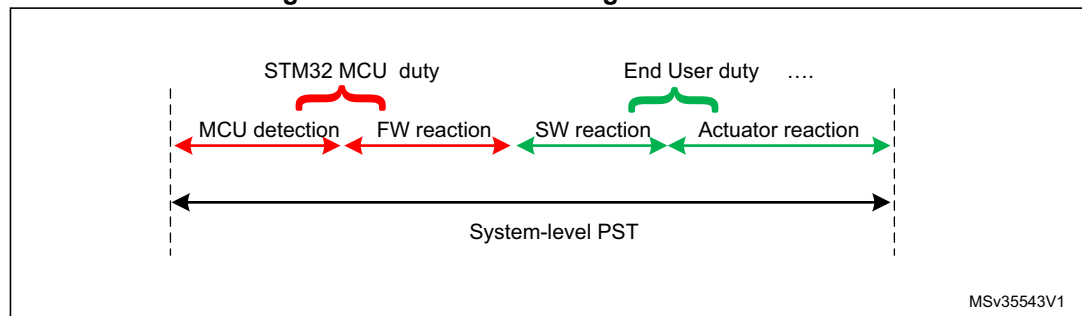 STM32 MCU duty
End User duty ....
MCU detection
FW reaction
SW reaction
Actuator reaction
System-level PST
MSv35543V1